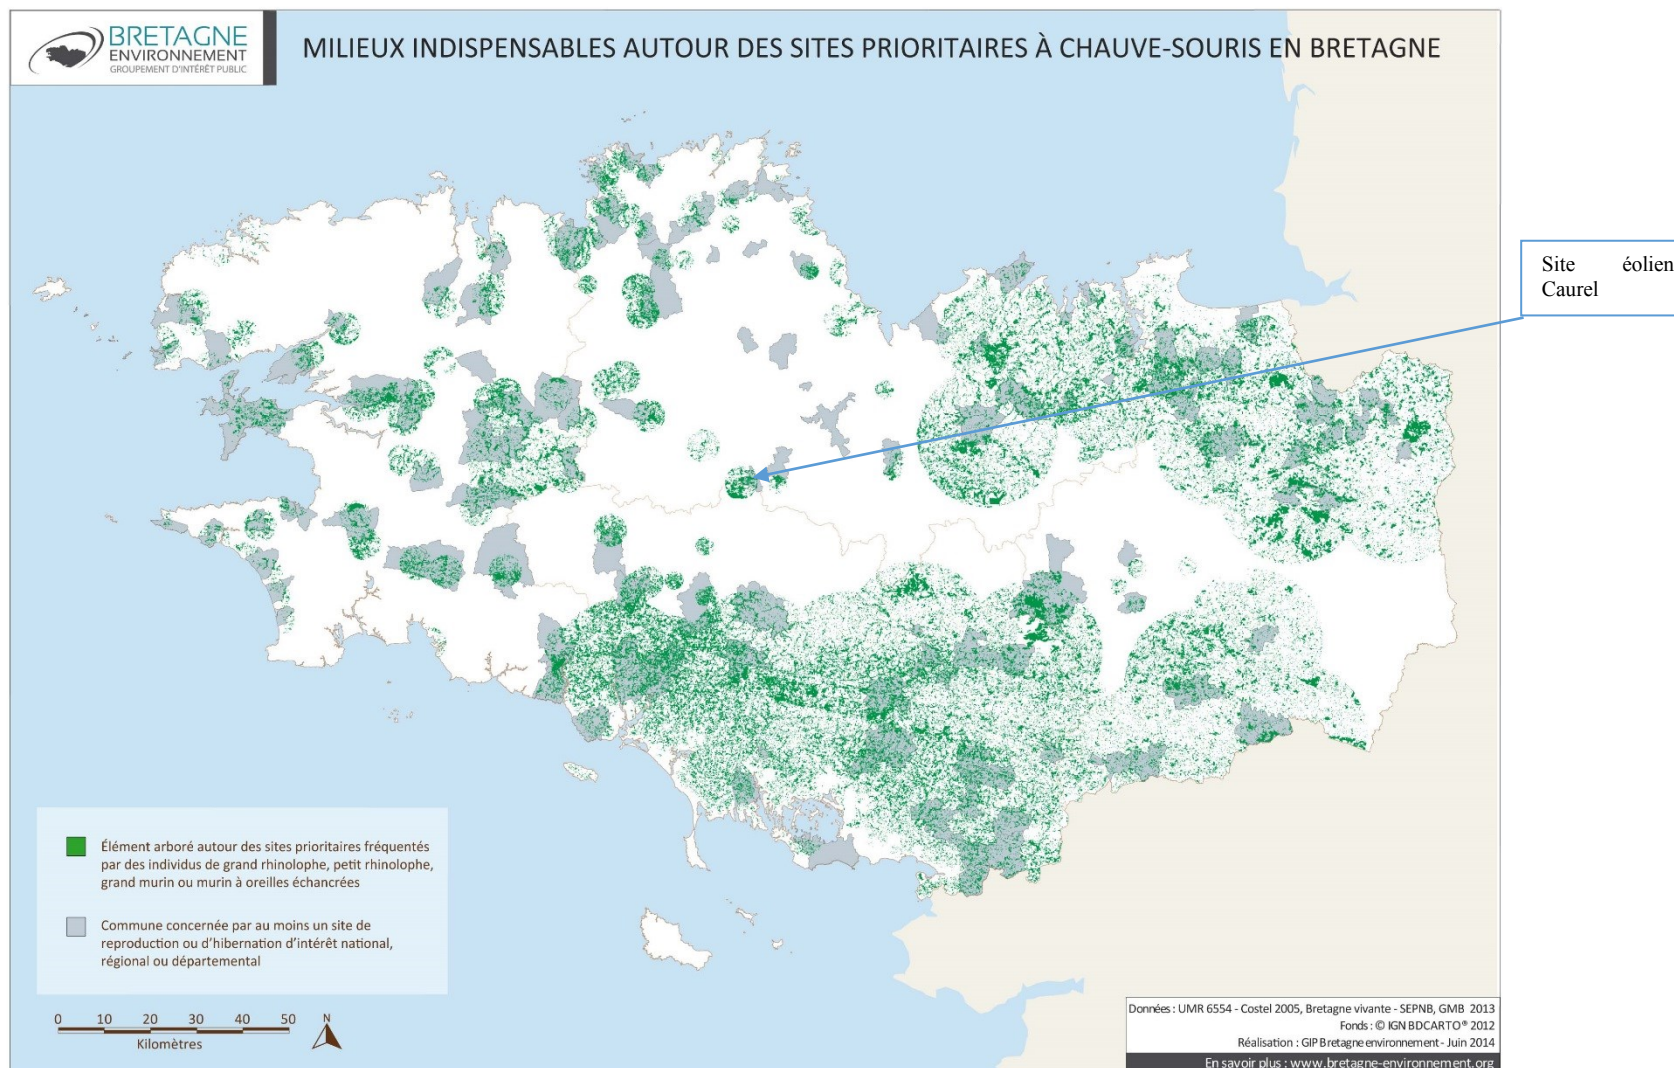 BRETAGNE
ENVIRONNEMENT
GROUPEMENT D'INTÉRÊT PUBLIC
MILIEUX INDISPENSABLES AUTOUR DES SITES PRIORITAIRES À CHAUVE-SOURIS EN BRETAGNE
Site éolien
Caurel
Élément arboré autour des sites prioritaires fréquentés
par des individus de grand rhinolophe, petit rhinolophe,
grand murin ou murin à oreilles échancrées
Commune concernée par au moins un site de
reproduction ou d'hibernation d'intérêt national,
régional ou départemental
0 10 20 30 40 50
Kilomètres
N
Données : UMR 6554 - Costel 2005, Bretagne vivante - SEPNB, GMB 2013
Fonds : © IGN BDCARTO® 2012
Réalisation : GIP Bretagne environnement - Juin 2014
En savoir plus : www.bretagne-environnement.org